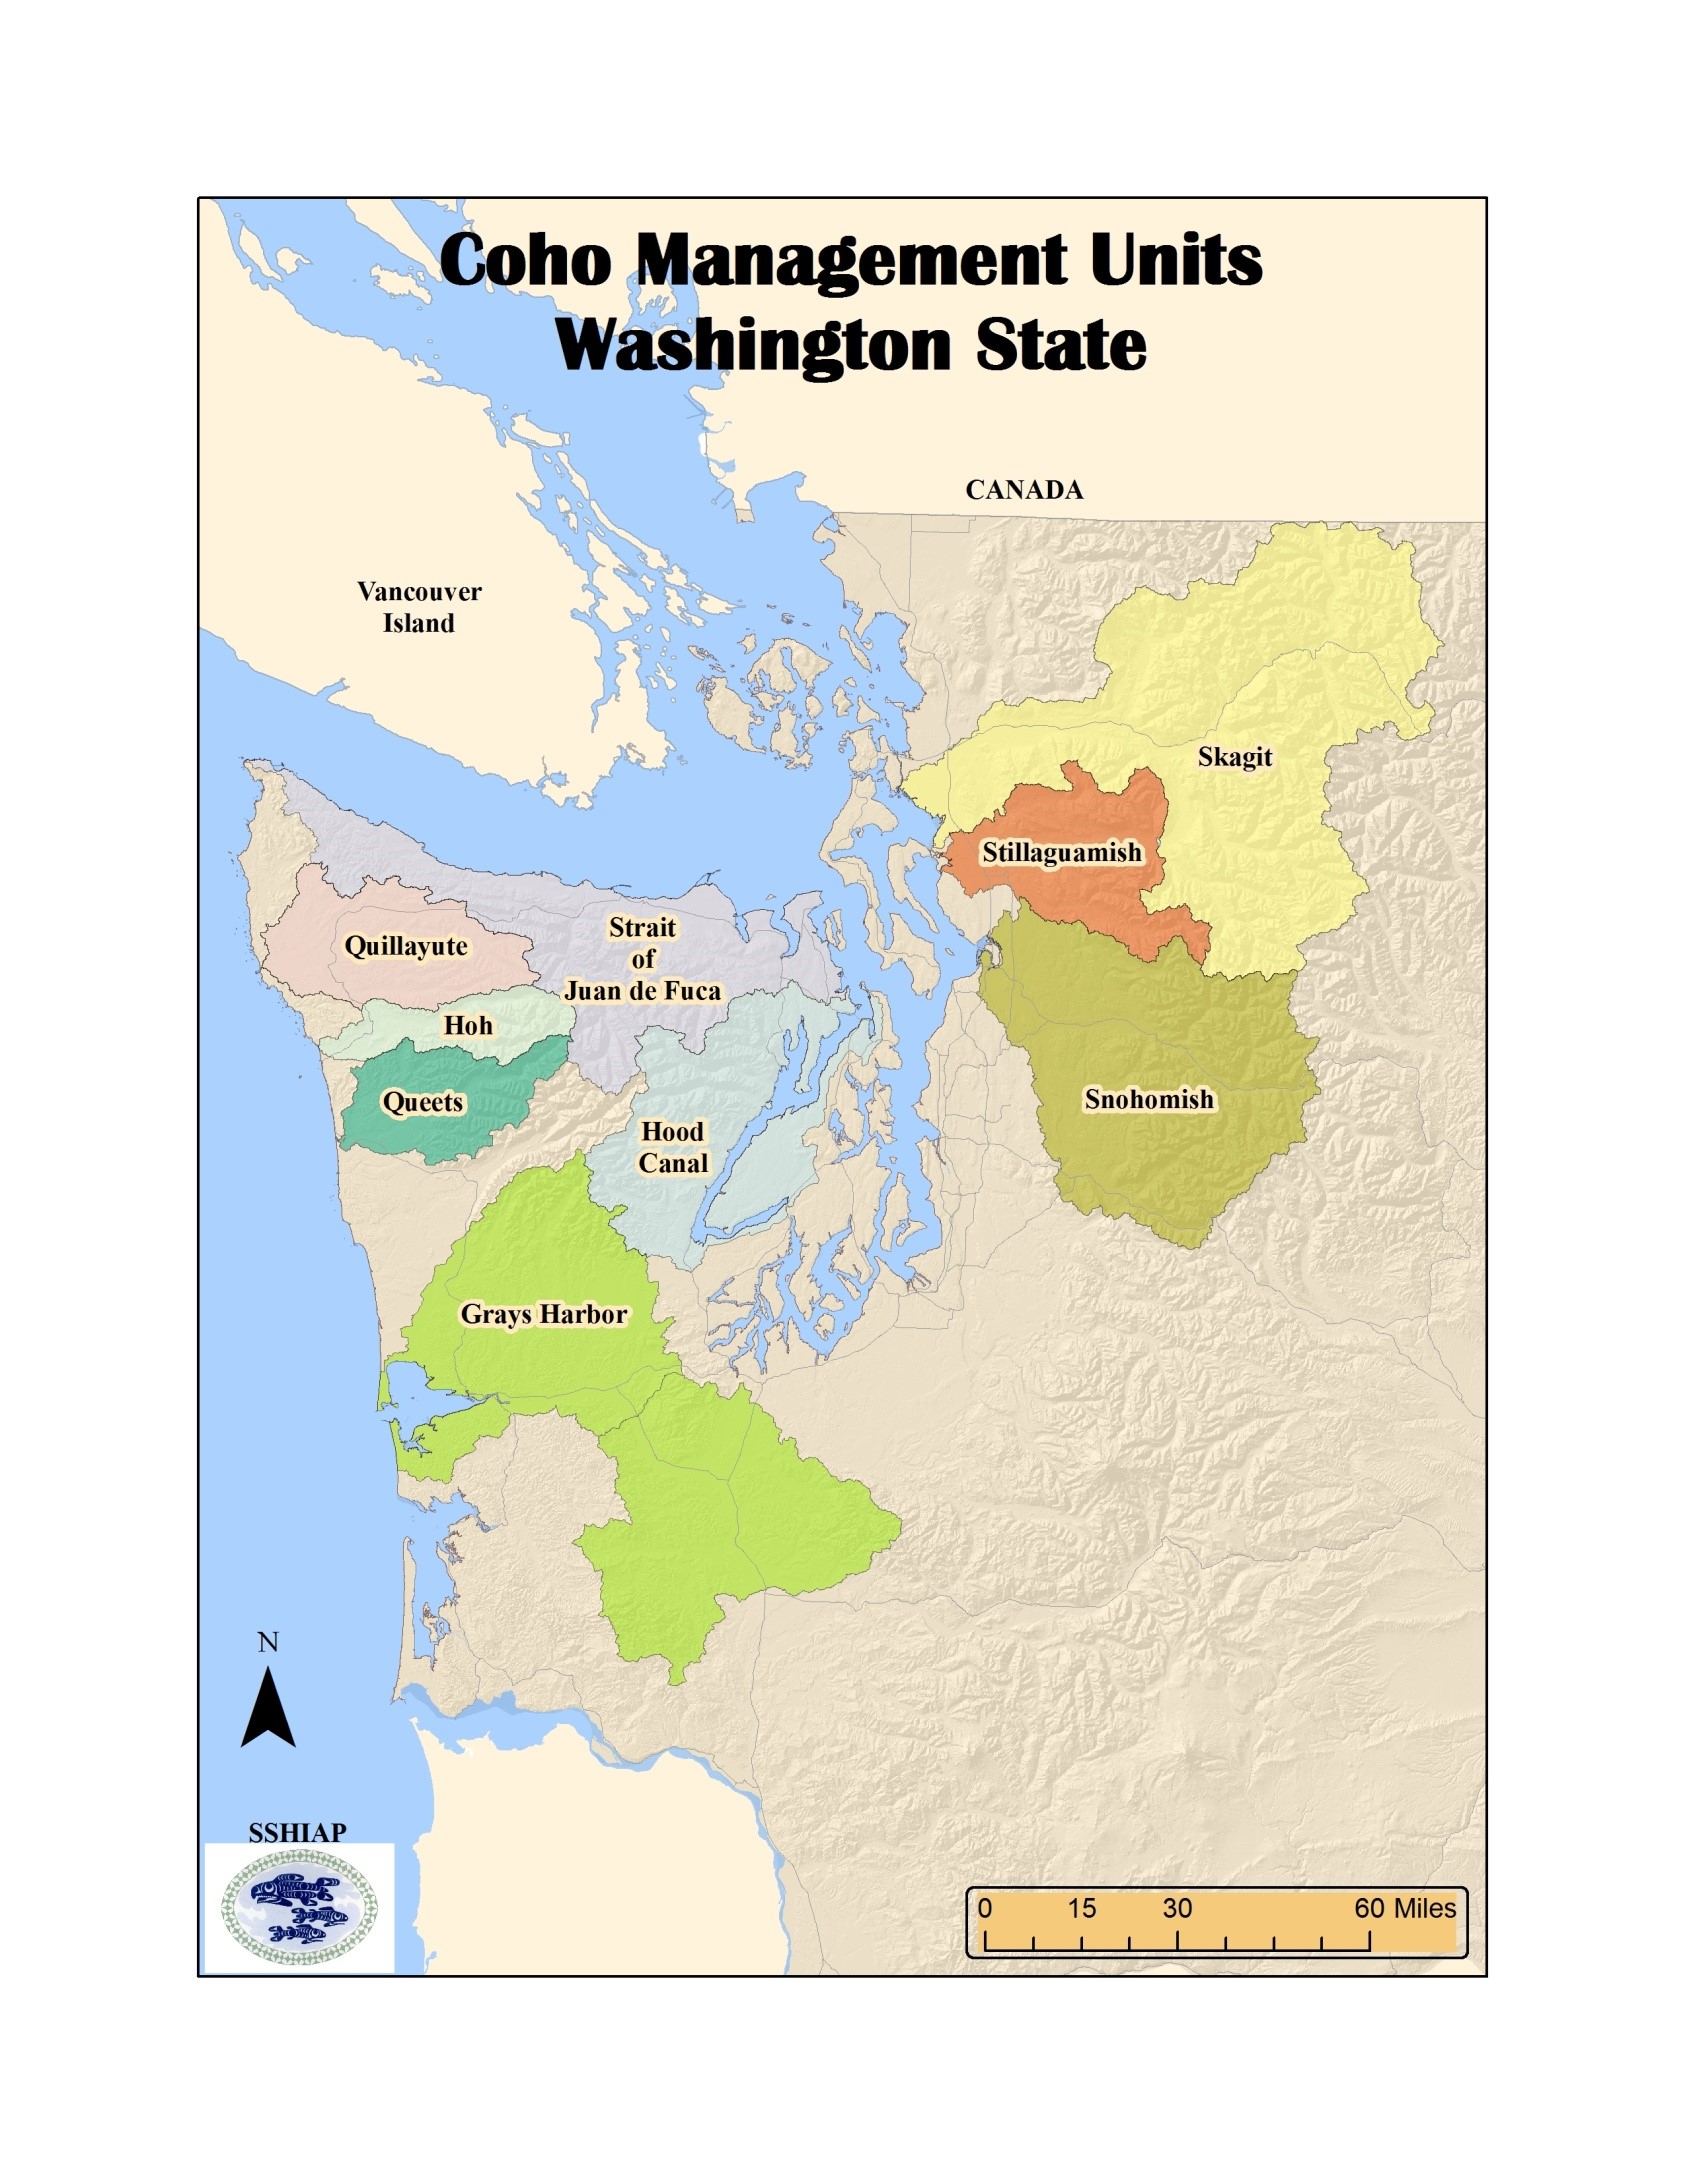 Coho Management Units
Washington State
CANADA
Vancouver
Island
Skagit
Stillaguamish
Strait
of
Juan de Fuca
Quillayute
Hoh
Queets
Snohomish
Hood
Canal
Grays Harbor
N
SSHIAP
0 15 30 60 Miles